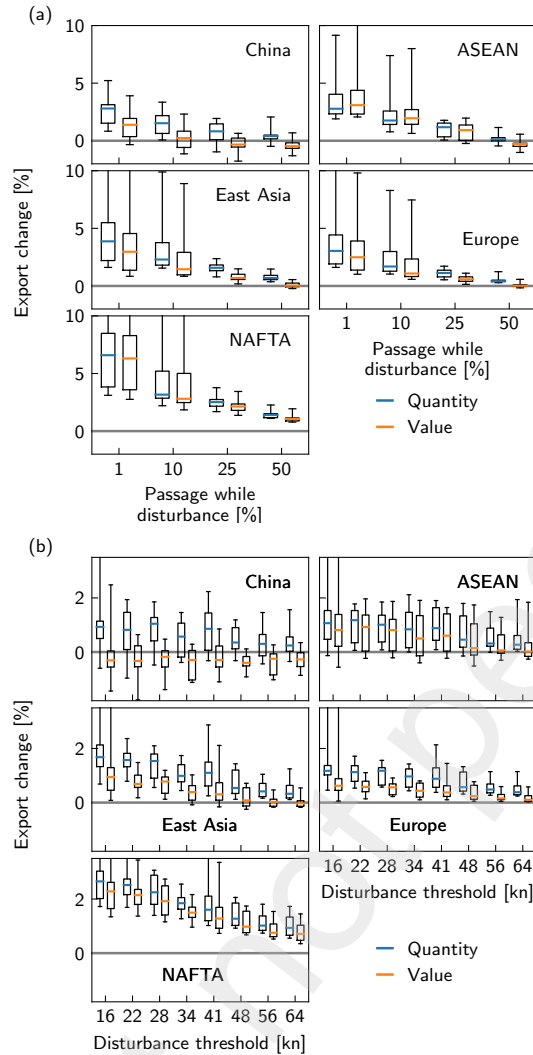 (a)
10
China
ASEAN
5
0
10
East Asia
Europe
5
0
10
NAFTA
5
0
1 10 25 50
Passage while
disturbance [%]
Quantity
Value
1 10 25 50
Passage while
disturbance [%]
Export change [%]
(b)
China
ASEAN
2
0
2
0
East Asia
Europe
16 22 28 34 41 48 56 64
Disturbance threshold [kn]
2
0
NAFTA
Quantity
Value
16 22 28 34 41 48 56 64
Disturbance threshold [kn]
Export change [%]
not pe